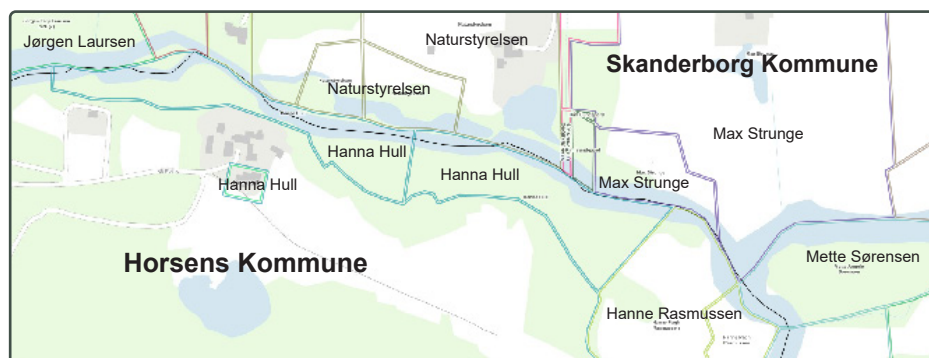 Jørgen Laursen
Naturstyrelsen
Skanderborg Kommune
Naturstyrelsen
Max Strunge
Hanna Hull
Hanna Hull
Hanna Hull
Max Strunge
Horsens Kommune
Mette Sørensen
Hanne Rasmussen